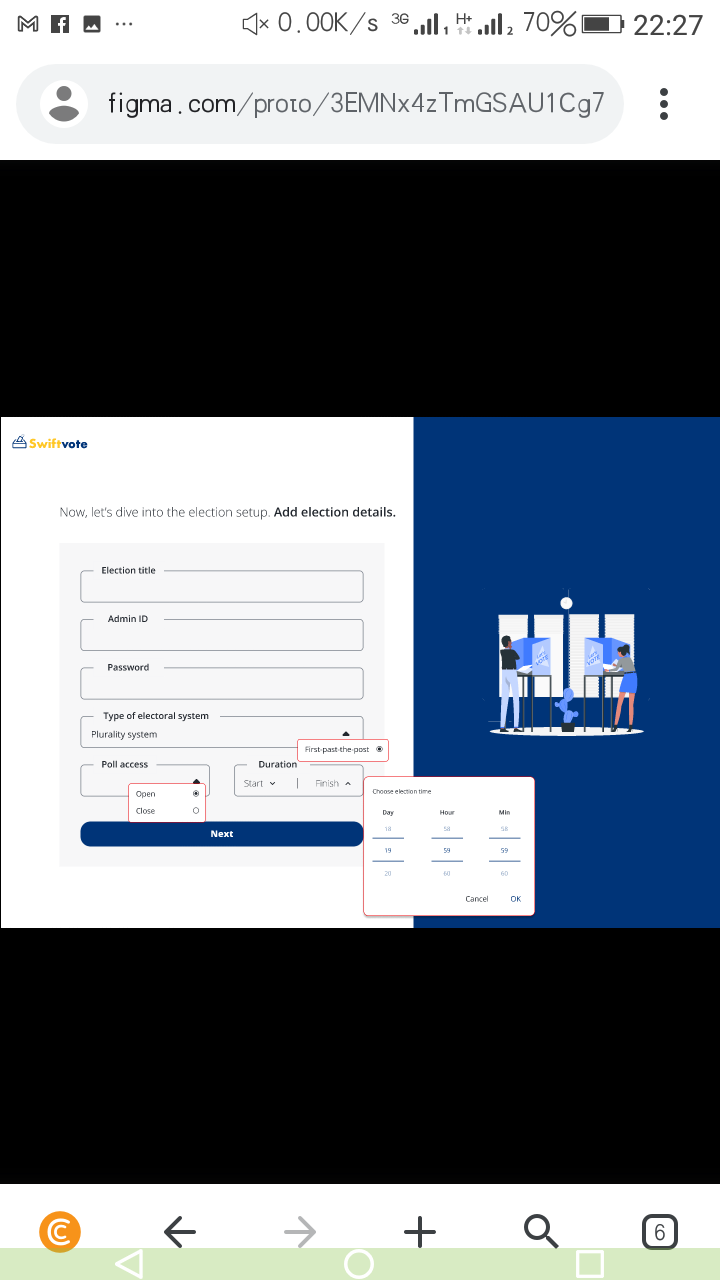 0.00K/s 3G 1 H+ 2 70% 22:27
figma.com/proto/3EMNx4zTmGSAU1Cg7
Swiftvote
Now, let's dive into the election setup. Add election details.
Election title
Admin ID
Password
Type of electoral system
Plurality system
First-past-the-post
Poll access
Duration
Start
Finish
Open
Close
Next
Choose election time
Day Hour Min
18 58 58
19 59 59
20 60 60
Cancel OK
VOTE
VOTE
6